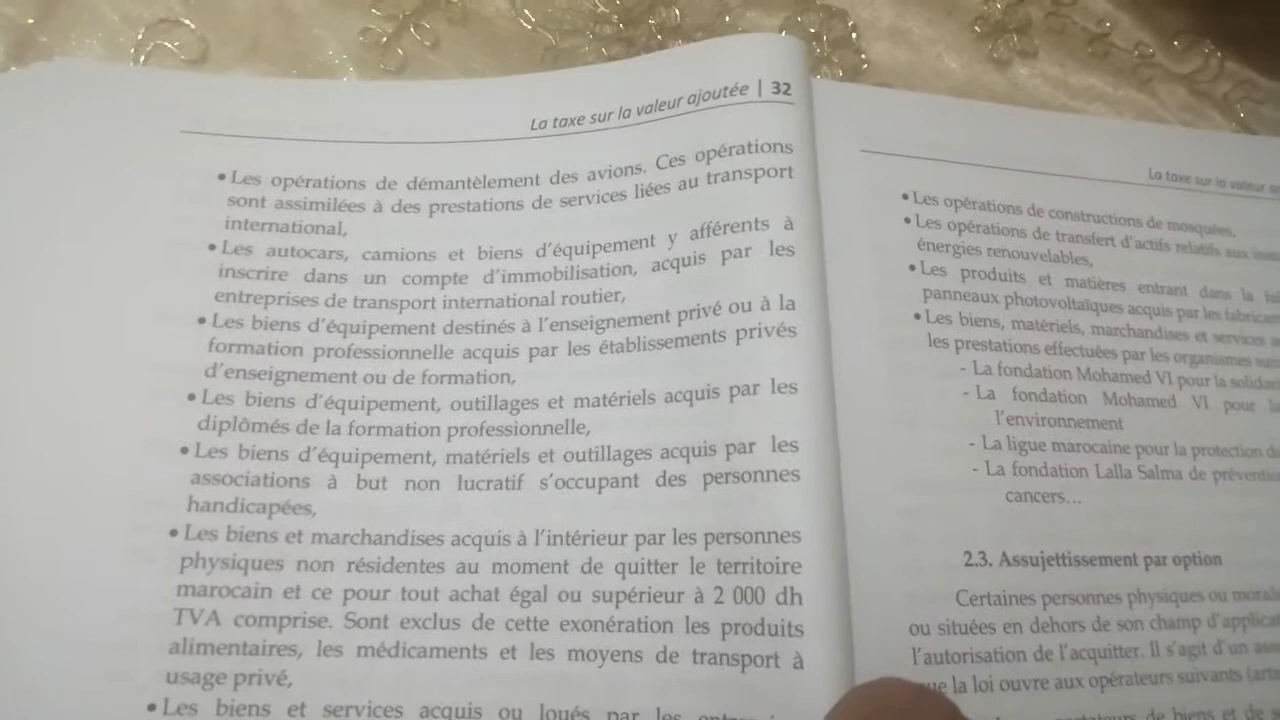 La taxe sur la valeur ajoutée | 32
• Les opérations de démantèlement des avions. Ces opérations
sont assimilées à des prestations de services liées au transport
international,
• Les autocars, camions et biens d'équipement y afférents à
inscrire dans un compte d'immobilisation, acquis par les
entreprises de transport international routier,
• Les biens d'équipement destinés à l'enseignement privé ou à la
formation professionnelle acquis par les établissements privés
d'enseignement ou de formation,
• Les biens d'équipement, outillages et matériels acquis par les
diplômés de la formation professionnelle,
• Les biens d'équipement, matériels et outillages acquis par les
associations à but non lucratif s'occupant des personnes
handicapées,
• Les biens et marchandises acquis à l'intérieur par les personnes
physiques non résidentes au moment de quitter le territoire
marocain et ce pour tout achat égal ou supérieur à 2 000 dh
TVA comprise. Sont exclus de cette exonération les produits
alimentaires, les médicaments et les moyens de transport à
usage privé,
• Les biens et services acquis ou loués par les
La taxe sur la valeur
• Les opérations de constructions de mosquées,
• Les opérations de transfert d'actifs relatifs aux
énergies renouvelables,
• Les produits et matières entrant dans la
panneaux photovoltaïques acquis par les
• Les biens, matériels, marchandises et services
les prestations effectuées par les organismes
- La fondation Mohamed VI pour la
- La fondation Mohamed VI pour
l'environnement
- La ligue marocaine pour la protection
- La fondation Lalla Salma de
cancers...
2.3. Assujettissement par option
Certaines personnes physiques ou
ou situées en dehors de son champ
l'autorisation de l'acquitter. Il s'agit d'un
la loi ouvre aux opérateurs suivants
de biens et de